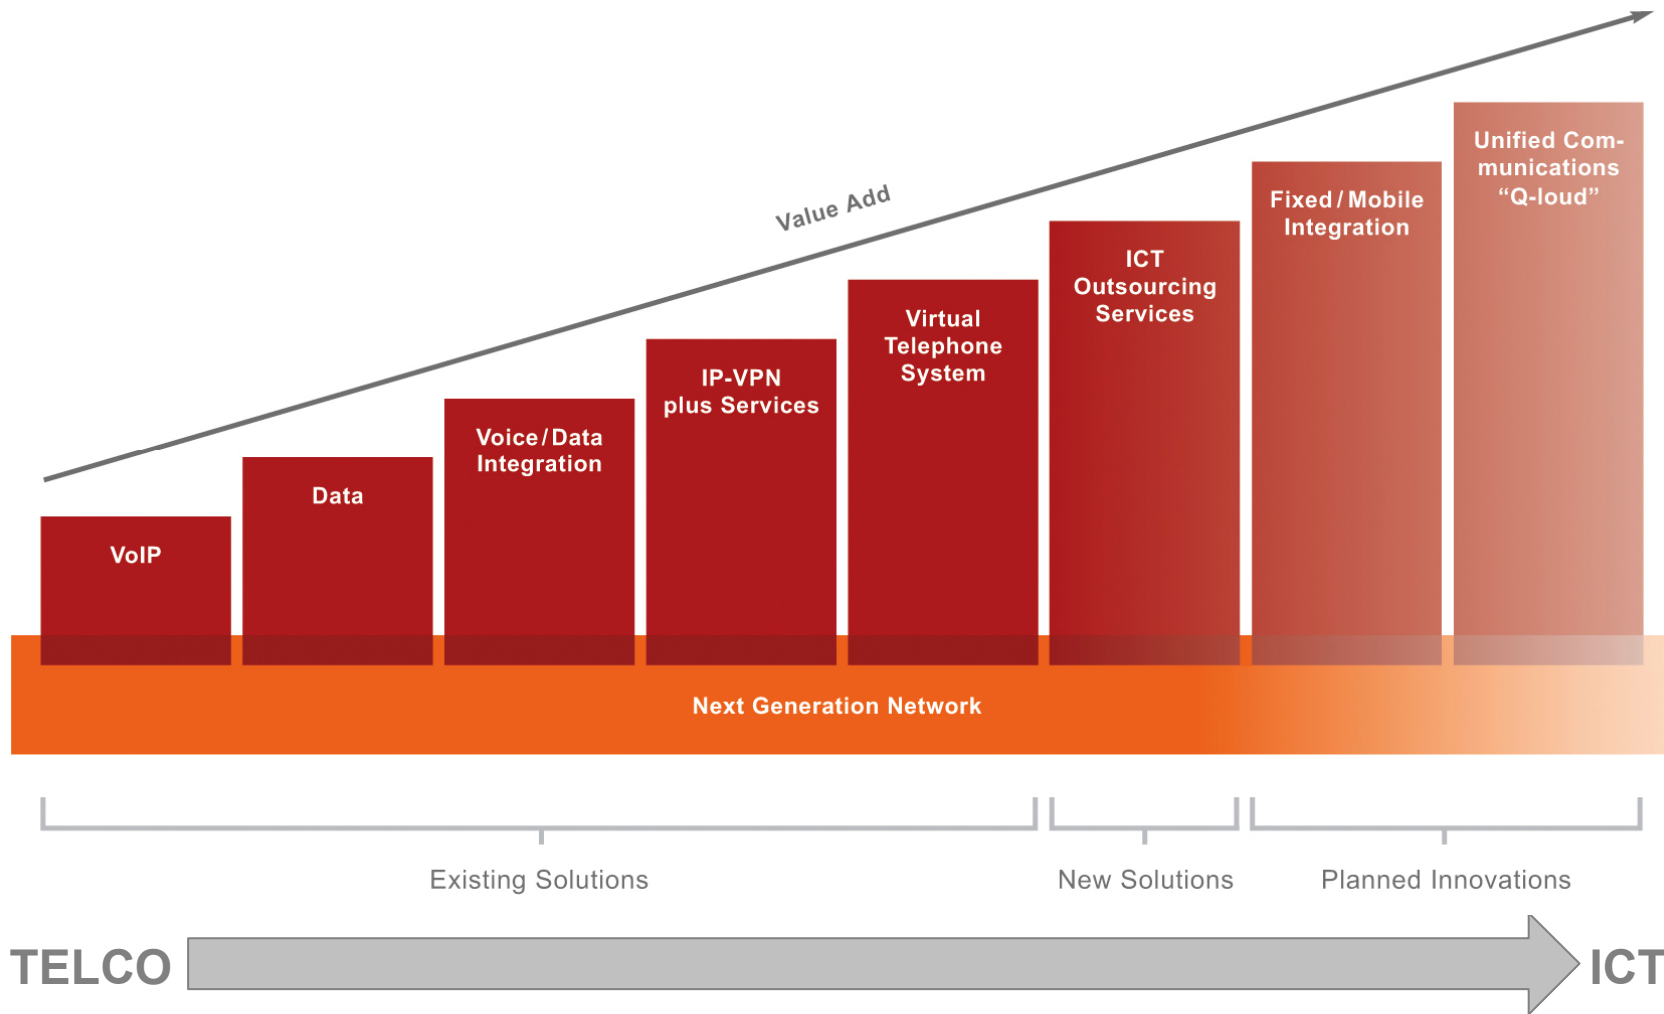 Value Add
Unified Com-
munications
“Q-loud”
Fixed / Mobile
Integration
ICT
Outsourcing
Services
Virtual
Telephone
System
IP-VPN
plus Services
Voice / Data
Integration
Data
VoIP
Next Generation Network
Existing Solutions
New Solutions
Planned Innovations
TELCO
ICT